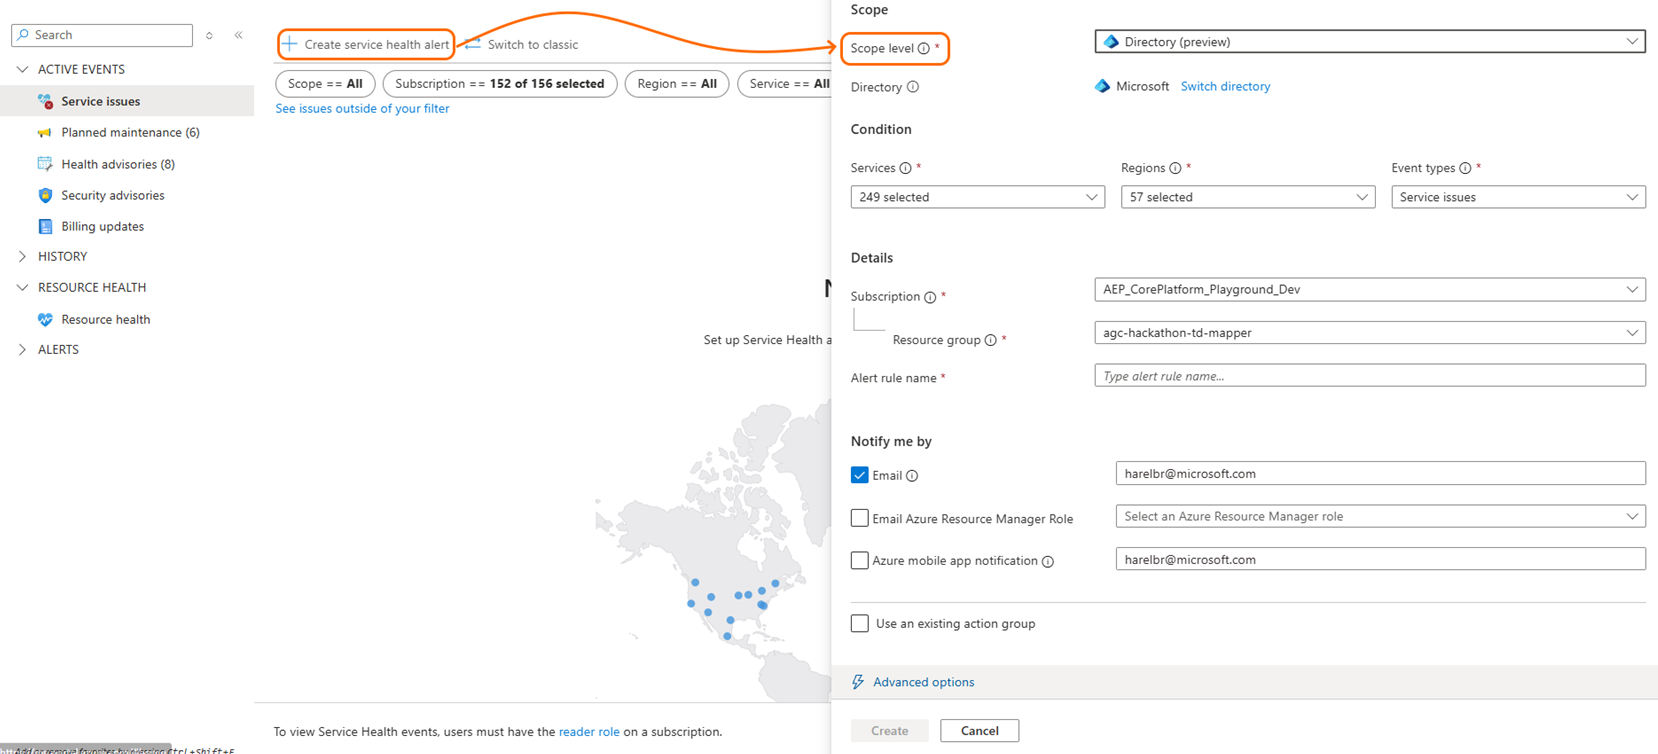 Search
ACTIVE EVENTS
Service issues
Planned maintenance (6)
Health advisories (8)
Security advisories
Billing updates
HISTORY
RESOURCE HEALTH
Resource health
ALERTS
Create service health alert
Switch to classic
Scope == All
Subscription == 152 of 156 selected
Region == All
Service == All
See issues outside of your filter
N
Set up Service Health a
To view Service Health events, users must have the reader role on a subscription.
Scope
Scope level *
Directory (preview)
Directory
Microsoft Switch directory
Condition
Services *
Regions *
Event types *
249 selected
57 selected
Service issues
Details
Subscription *
AEP_CorePlatform_Playground_Dev
Resource group *
agc-hackathon-td-mapper
Alert rule name *
Type alert rule name...
Notify me by
Email
harelbr@microsoft.com
Email Azure Resource Manager Role
Select an Azure Resource Manager role
Azure mobile app notification
harelbr@microsoft.com
Use an existing action group
Advanced options
Create
Cancel